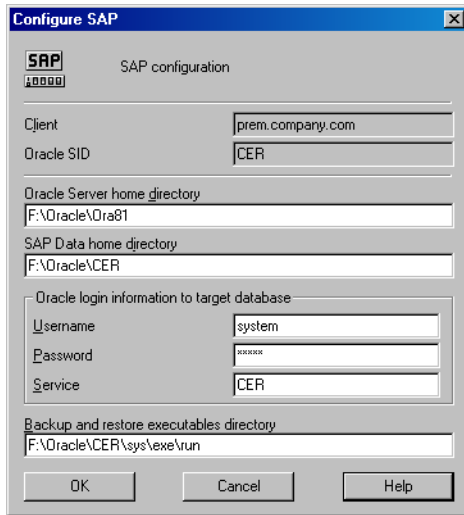 Configure SAP
SAP
SAP configuration
Client prem.company.com
Oracle SID CER
Oracle Server home directory
F:\Oracle\Ora81
SAP Data home directory
F:\Oracle\CER
Oracle login information to target database
Username system
Password *****
Service CER
Backup and restore executables directory
F:\Oracle\CER\sys\exe\run
OK Cancel Help